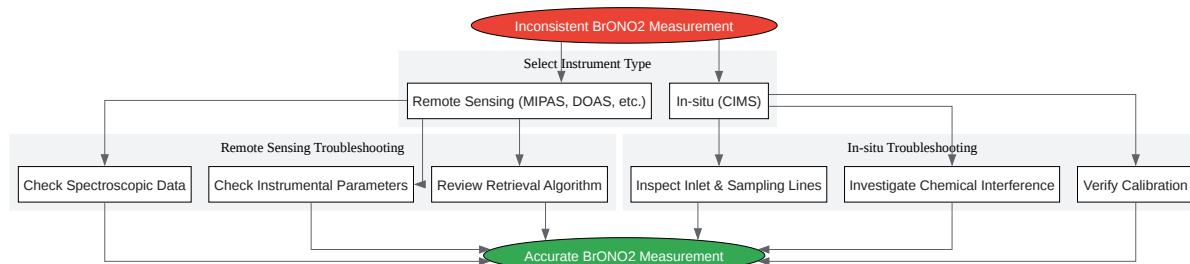 Inconsistent BrONO2 Measurement
Select Instrument Type
Remote Sensing (MIPAS, DOAS, etc.)
In-situ (CIMS)
Remote Sensing Troubleshooting
In-situ Troubleshooting
Check Spectroscopic Data
Check Instrumental Parameters
Review Retrieval Algorithm
Inspect Inlet & Sampling Lines
Investigate Chemical Interference
Verify Calibration
Accurate BrONO2 Measurement